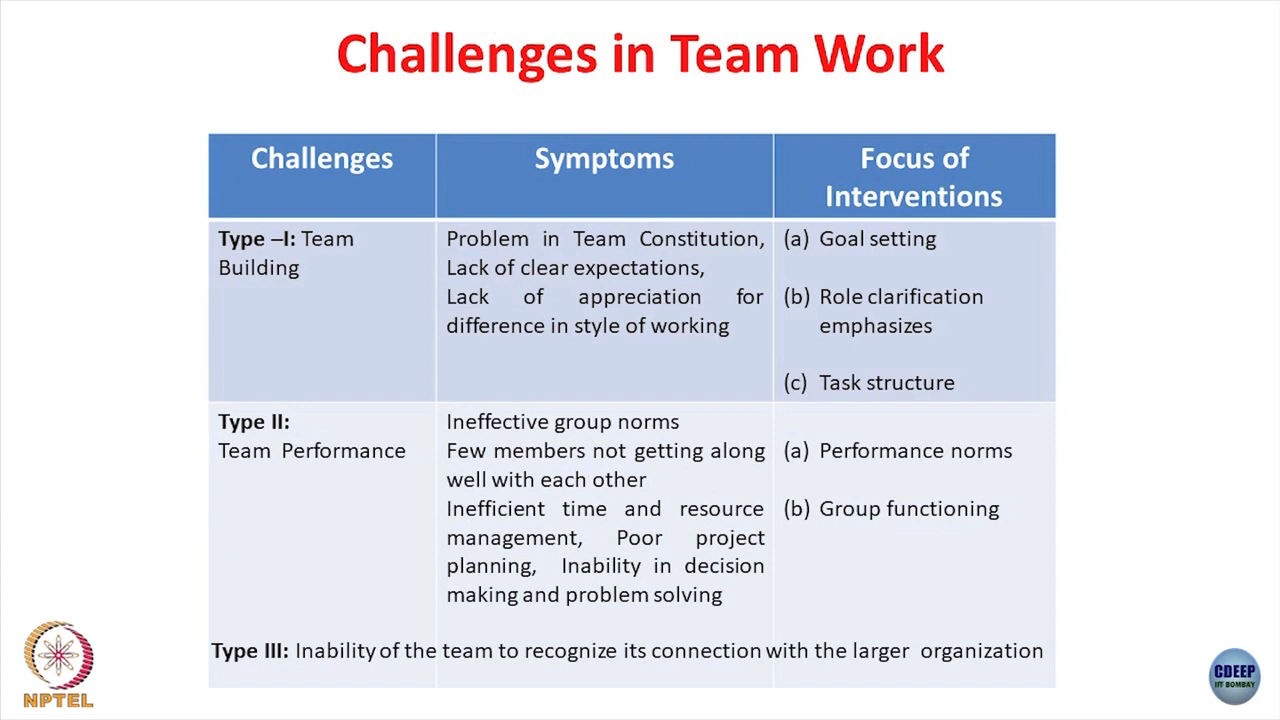 Challenges in Team Work
Challenges
Symptoms
Focus of
Interventions
Type –I: Team
Building
Problem in Team Constitution,
Lack of clear expectations,
Lack of appreciation for
difference in style of working
(a) Goal setting
(b) Role clarification
emphasizes
(c) Task structure
Type II:
Team Performance
Ineffective group norms
Few members not getting along
well with each other
Inefficient time and resource
management, Poor project
planning, Inability in decision
making and problem solving
(a) Performance norms
(b) Group functioning
Type III: Inability of the team to recognize its connection with the larger organization
NPTEL
CDEEP
IIT BOMBAY